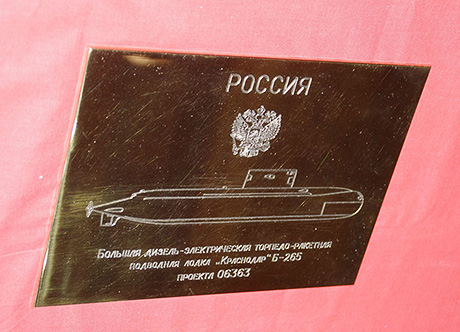 РОССИЯ
Большая дизель-электрическая торпедо-ракетная
подводная лодка „Краснодар" Б-265
проекта 06363